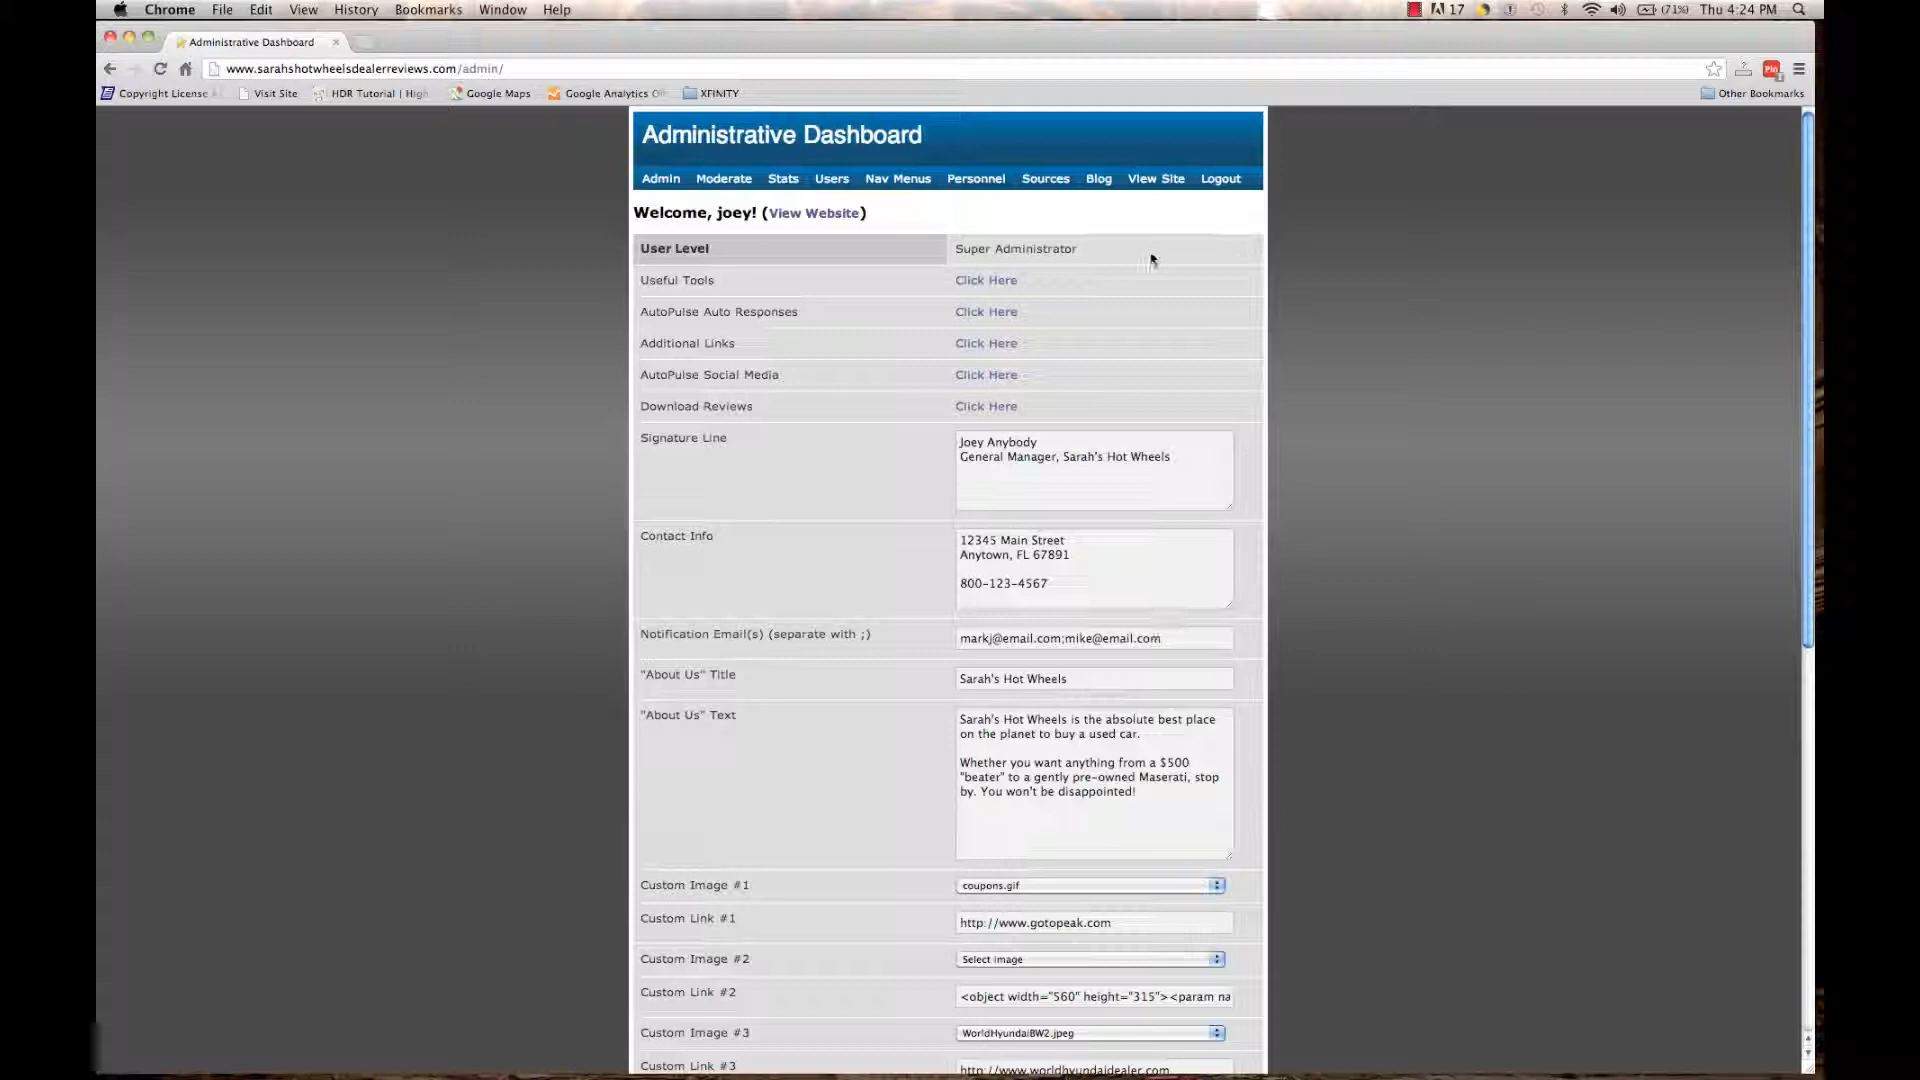 Chrome File Edit View History Bookmarks Window Help 17 (71%) Thu 4:24 PM
Administrative Dashboard
www.sarahshotwheelsdealerreviews.com/admin/
Copyright License Visit Site HDR Tutorial | High Google Maps Google Analytics XFINITY Other Bookmarks
Administrative Dashboard
Admin Moderate Stats Users Nav Menus Personnel Sources Blog View Site Logout
Welcome, joey! (View Website)
User Level Super Administrator
Useful Tools Click Here
AutoPulse Auto Responses Click Here
Additional Links Click Here
AutoPulse Social Media Click Here
Download Reviews Click Here
Signature Line Joey Anybody
General Manager, Sarah's Hot Wheels
Contact Info 12345 Main Street
Anytown, FL 67891
800-123-4567
Notification Email(s) (separate with ;) markj@email.com;mike@email.com
"About Us" Title Sarah's Hot Wheels
"About Us" Text Sarah's Hot Wheels is the absolute best place
on the planet to buy a used car.
Whether you want anything from a $500
"beater" to a gently pre-owned Maserati, stop
by. You won't be disappointed!
Custom Image #1 coupons.gif
Custom Link #1 http://www.gotopeak.com
Custom Image #2 Select image
Custom Link #2 <object width="560" height="315"><param na
Custom Image #3 WorldHyundaiBW2.jpeg
Custom Link #3 http://www.worldhyundaidealer.com